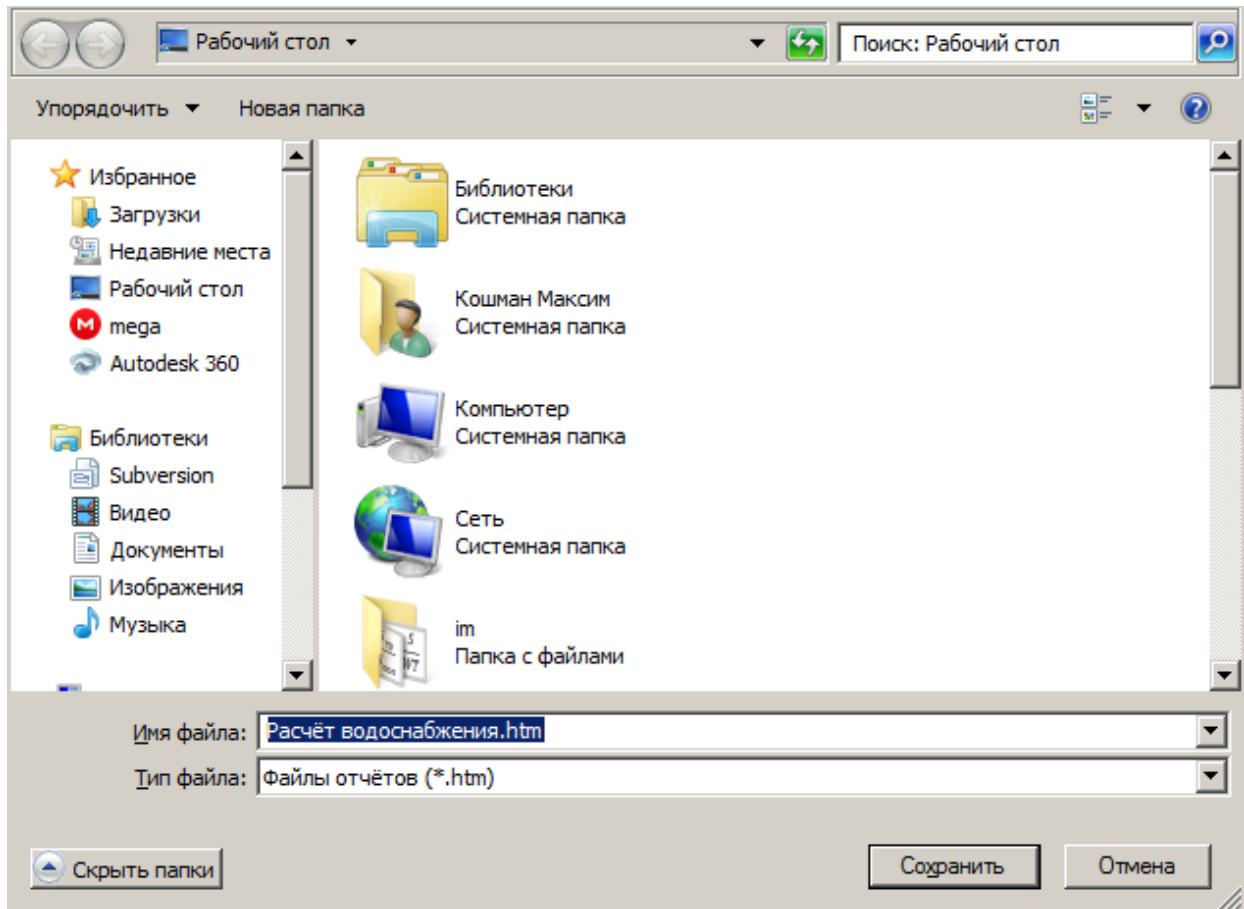 Рабочий стол
Поиск: Рабочий стол
Упорядочить
Новая папка
Избранное
Загрузки
Недавние места
Рабочий стол
mega
Autodesk 360
Библиотеки
Subversion
Видео
Документы
Изображения
Музыка
Библиотеки
Системная папка
Кошман Максим
Системная папка
Компьютер
Системная папка
Сеть
Системная папка
im
Папка с файлами
Имя файла: Расчёт водоснабжения.htm
Тип файла: Файлы отчётов (*.htm)
Скрыть папки
Сохранить
Отмена